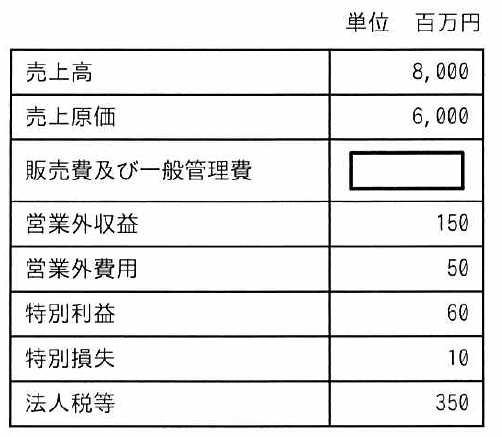 単位 百万円
売上高 8,000
売上原価 6,000
販売費及び一般管理費
営業外収益 150
営業外費用 50
特別利益 60
特別損失 10
法人税等 350